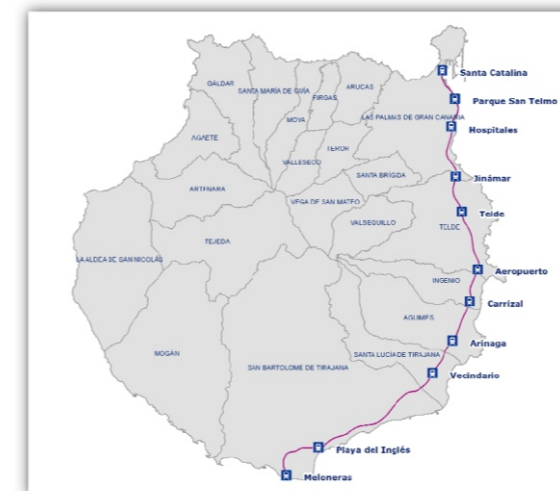 Santa Catalina
GÁLDAR
SANTA MARÍA DE GUÍA
FIRGAS
ARUCAS
Parque San Telmo
MOYA
LAS PALMAS DE GRAN CANARIA
Hospitales
AGAETE
VALLESECO
TEROR
SANTA BRÍGDA
Jinámar
ARTENARA
VEGA DE SAN MATEO
Telde
VALSEQUILLO
TELDE
TEJEDA
LA ALDEA DE SAN NICOLÁS
Aeropuerto
INGENIO
Carrizal
AGÜIMES
Arinaga
MOGÁN
SANTA LUCÍA DE TIRAJANA
SAN BARTOLOMÉ DE TIRAJANA
Vecindario
Playa del Inglés
Meloneras